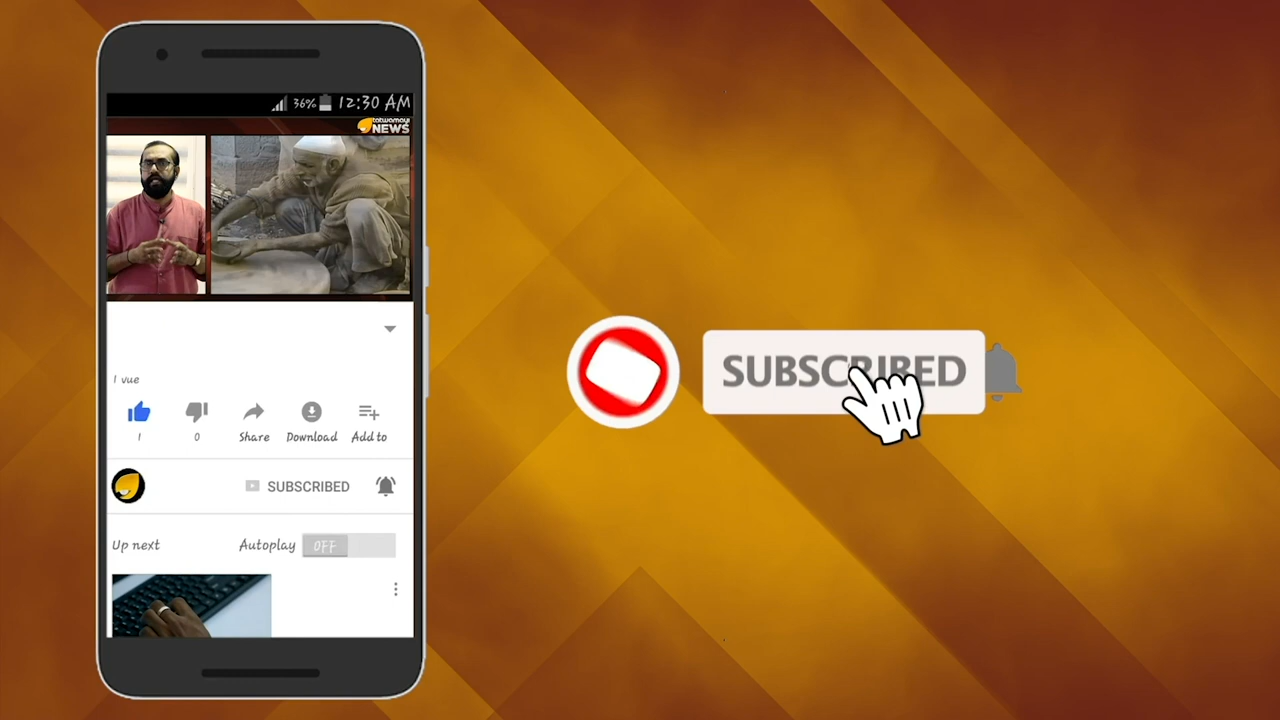 36% 12:30 AM
tatwamayi
NEWS
1 vue
1
0
Share
Download
Add to
SUBSCRIBED
Up next
Autoplay
OFF
SUBSCRIBED